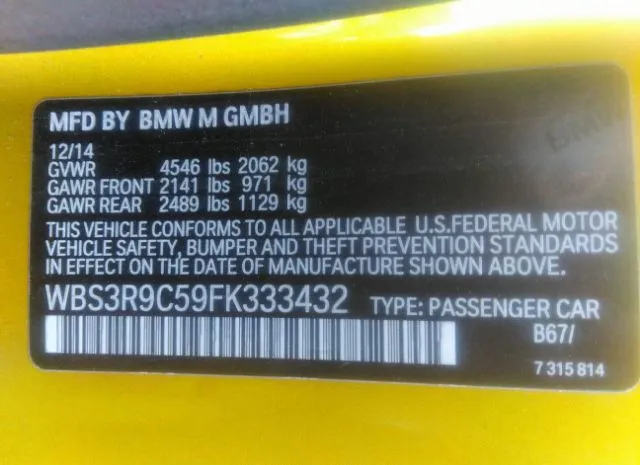 MFD BY BMW M GMBH
12/14
GVWR 4546 lbs 2062 kg
GAWR FRONT 2141 lbs 971 kg
GAWR REAR 2489 lbs 1129 kg
THIS VEHICLE CONFORMS TO ALL APPLICABLE U.S.FEDERAL MOTOR
VEHICLE SAFETY, BUMPER AND THEFT PREVENTION STANDARDS
IN EFFECT ON THE DATE OF MANUFACTURE SHOWN ABOVE.
WBS3R9C59FK333432 TYPE: PASSENGER CAR
B67/
7 315 814
BMW